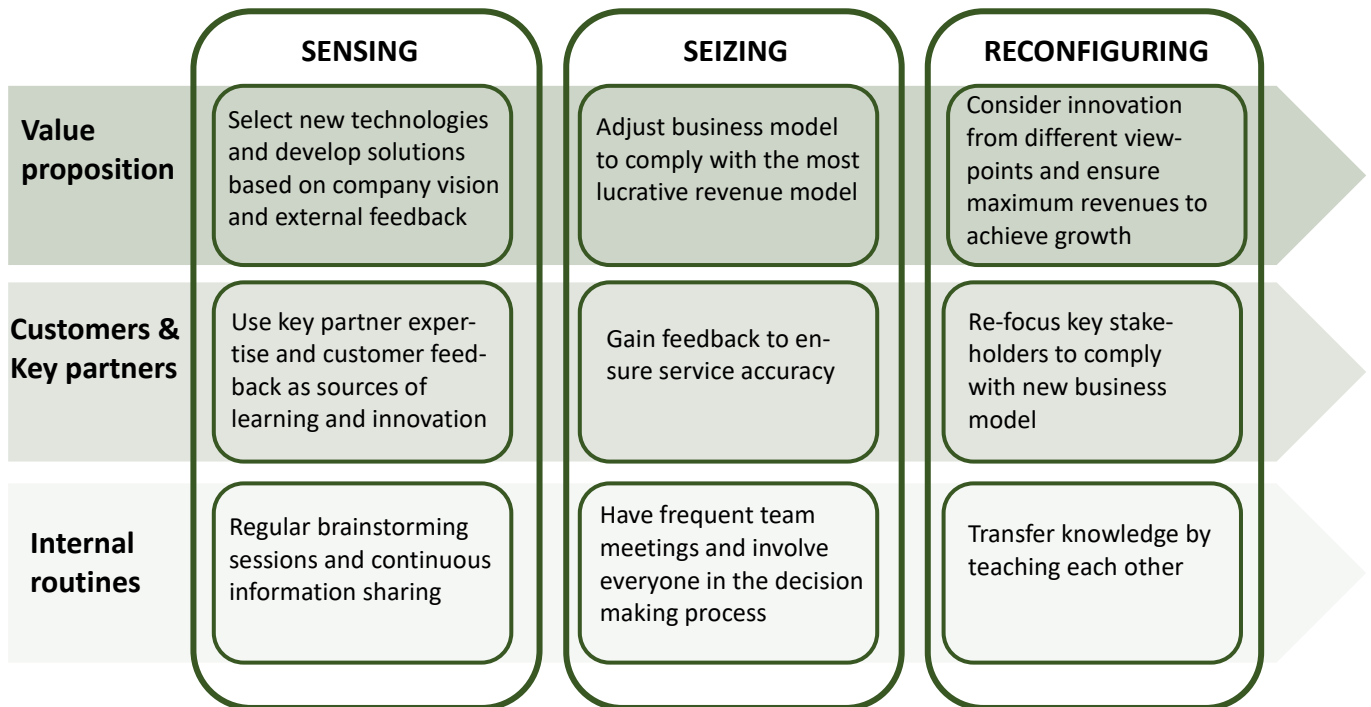 SENSING
SEIZING
RECONFIGURING
Value
proposition
Select new technologies
and develop solutions
based on company vision
and external feedback
Adjust business model
to comply with the most
lucrative revenue model
Consider innovation
from different view-
points and ensure
maximum revenues to
achieve growth
Customers &
Key partners
Use key partner exper-
tise and customer feed-
back as sources of
learning and innovation
Gain feedback to en-
sure service accuracy
Re-focus key stake-
holders to comply
with new business
model
Internal
routines
Regular brainstorming
sessions and continuous
information sharing
Have frequent team
meetings and involve
everyone in the decision
making process
Transfer knowledge by
teaching each other